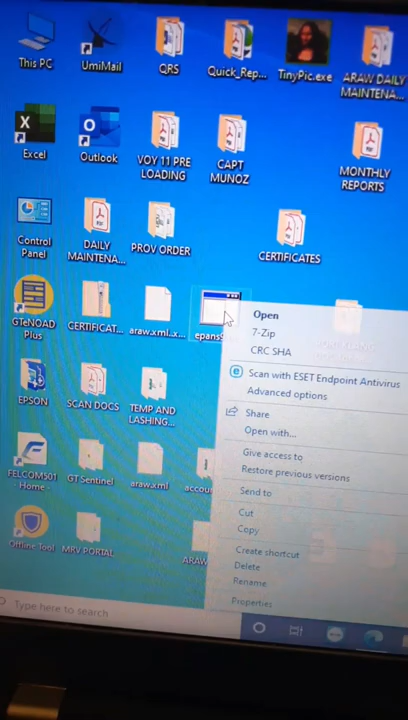 This PC
UmiMail
QRS
Quick_Rep...
TinyPic.exe
ARAW DAILY
MAINTENA...
Excel
Outlook
VOY 11 PRE
LOADING
CAPT
MUNOZ
MONTHLY
REPORTS
Control
Panel
DAILY
MAINTENA...
PROV ORDER
CERTIFICATES
GTeNOAD
Plus
CERTIFICAT...
araw.xml.x...
Open
7-Zip
CRC SHA
Scan with ESET Endpoint Antivirus
Advanced options
Share
Open with...
Give access to
Restore previous versions
Send to
Cut
Copy
Create shortcut
Delete
Rename
Properties
EPSON
SCAN DOCS
TEMP AND
LASHING...
FELCOM501
- Home -
GT Sentinel
araw.xml
accou
Offline Tool
MRV PORTAL
ARAW
Type here to search